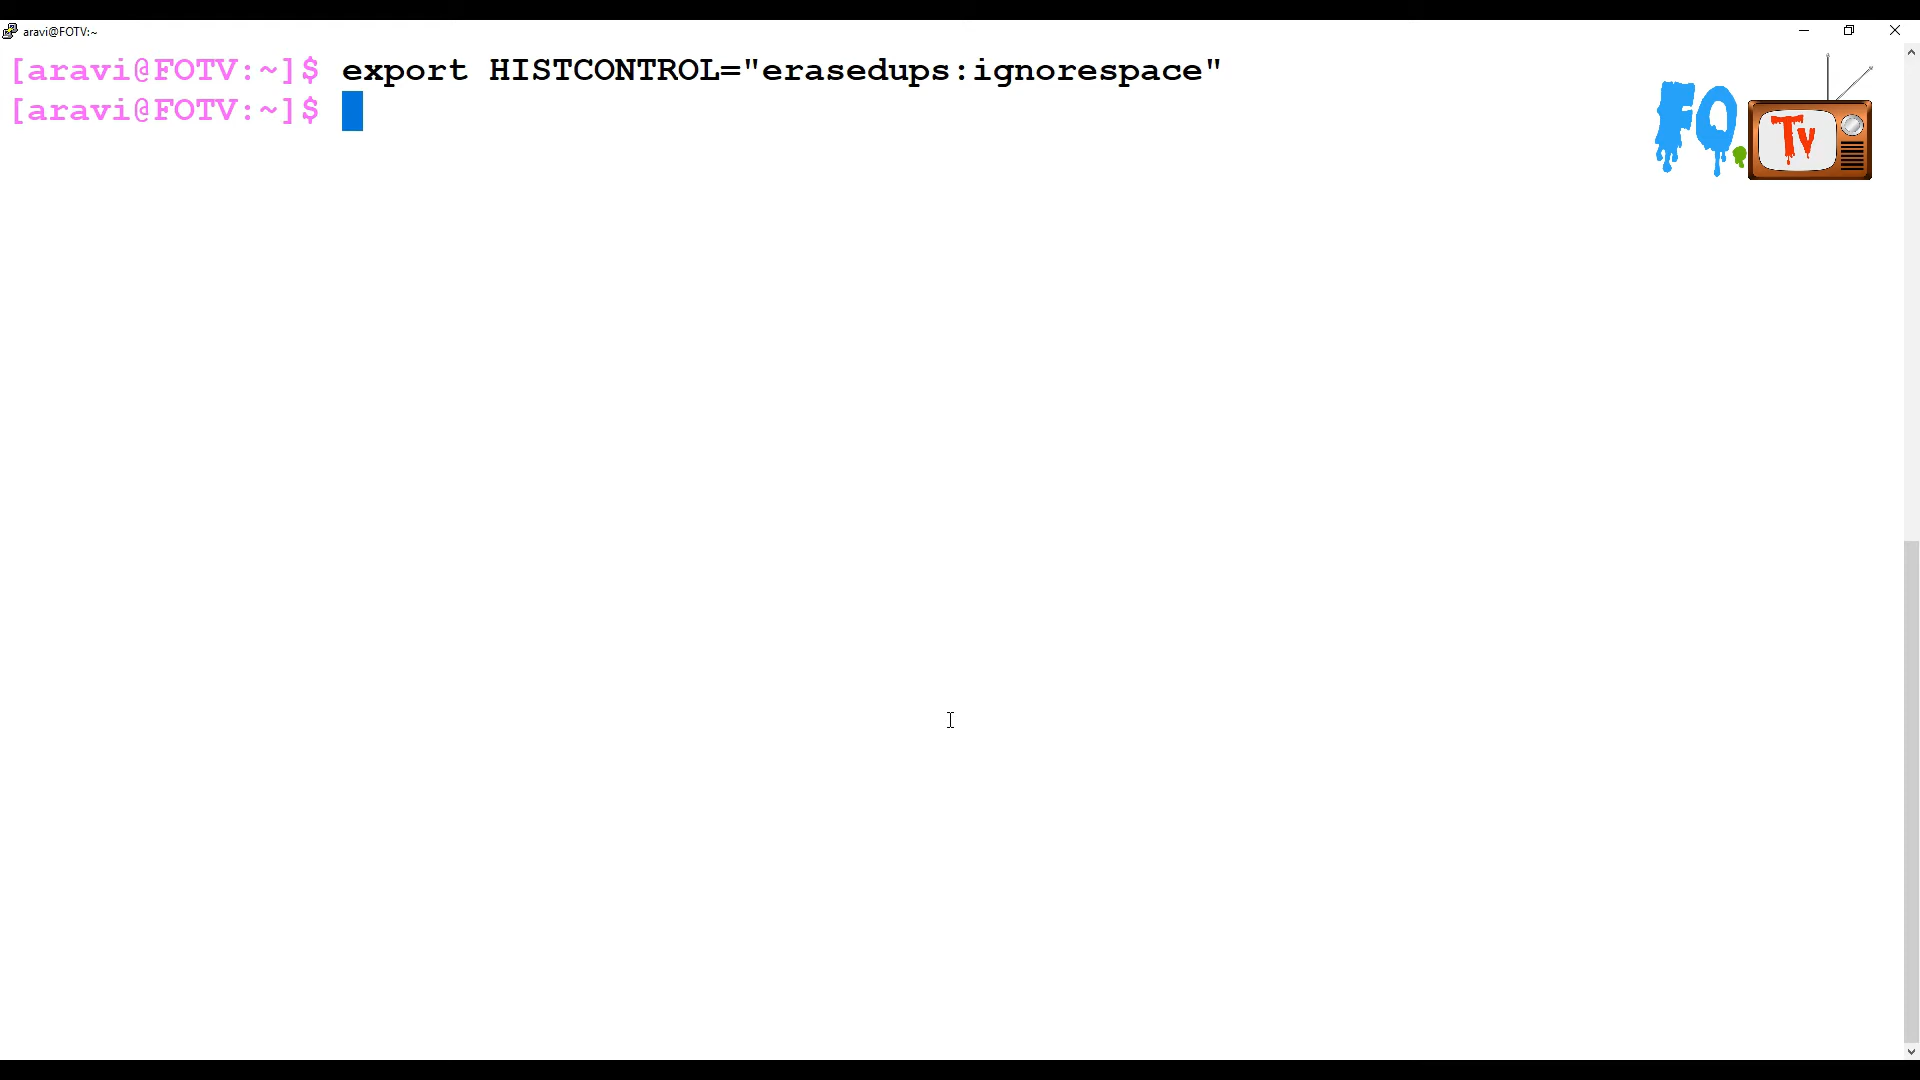 aravi@FOTV:~
[aravi@FOTV:~]$ export HISTCONTROL="erasedups:ignorespace"
[aravi@FOTV:~]$
FO.Tv